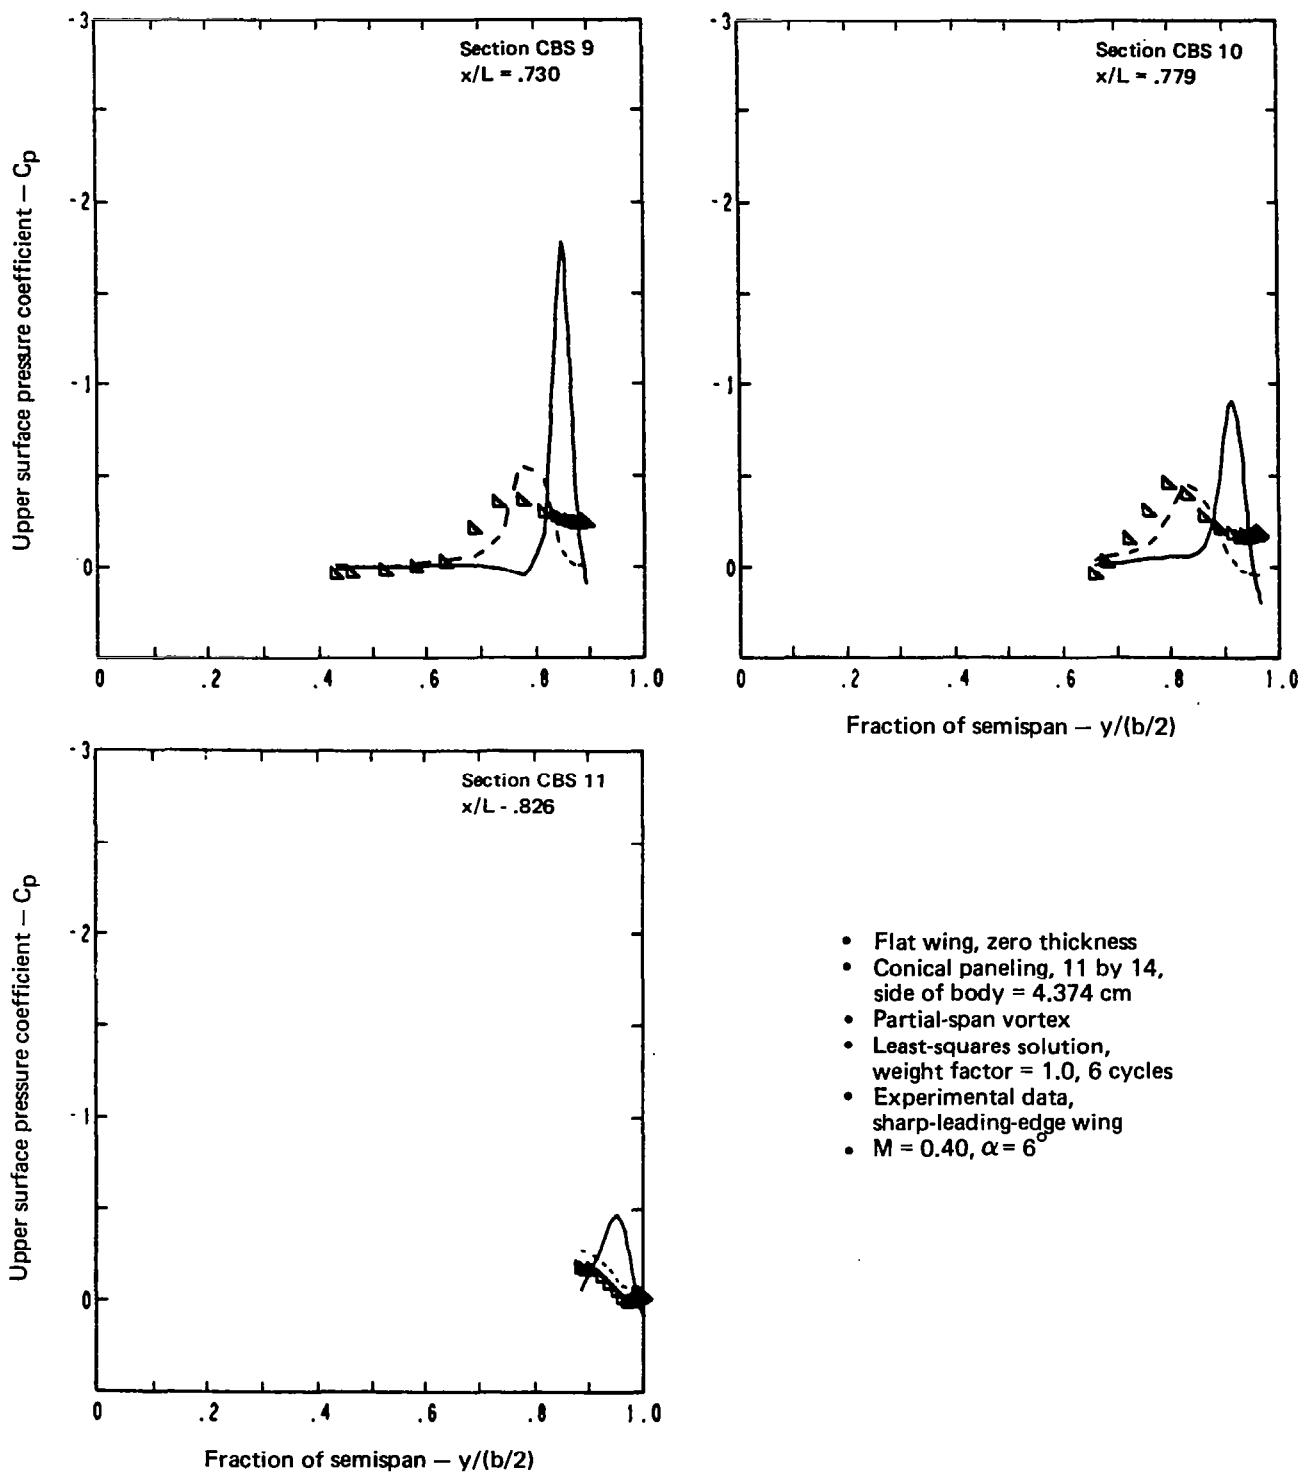 -3
Section CBS 9
x/L = .730
-2
-1
0
Upper surface pressure coefficient — Cp
0 .2 .4 .6 .8 1.0
-3
Section CBS 10
x/L = .779
-2
-1
0
0 .2 .4 .6 .8 1.0
Fraction of semispan — y/(b/2)
-3
Section CBS 11
x/L - .826
-2
-1
0
Upper surface pressure coefficient — Cp
0 .2 .4 .6 .8 1.0
Fraction of semispan — y/(b/2)
• Flat wing, zero thickness
• Conical paneling, 11 by 14,
side of body = 4.374 cm
• Partial-span vortex
• Least-squares solution,
weight factor = 1.0, 6 cycles
• Experimental data,
sharp-leading-edge wing
• M = 0.40, α = 6°